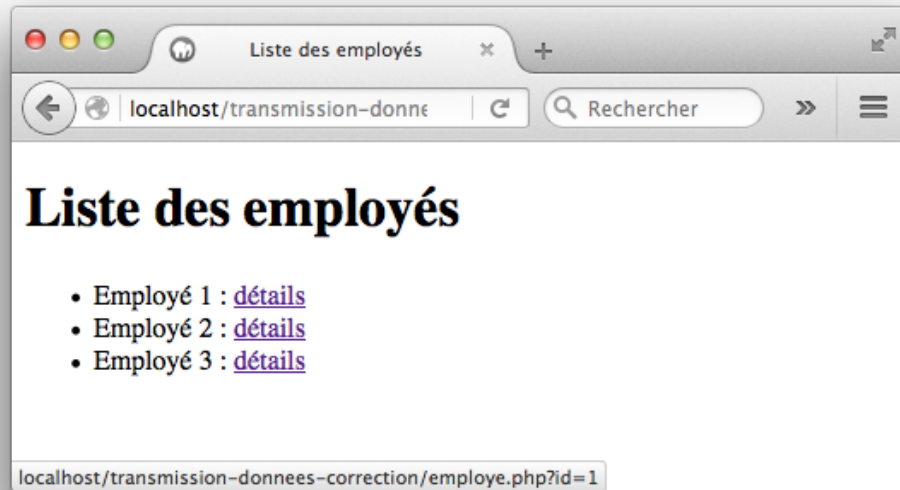 Liste des employés
localhost/transmission-donne
Rechercher
Liste des employés
Employé 1 : détails
Employé 2 : détails
Employé 3 : détails
localhost/transmission-donnees-correction/employe.php?id=1